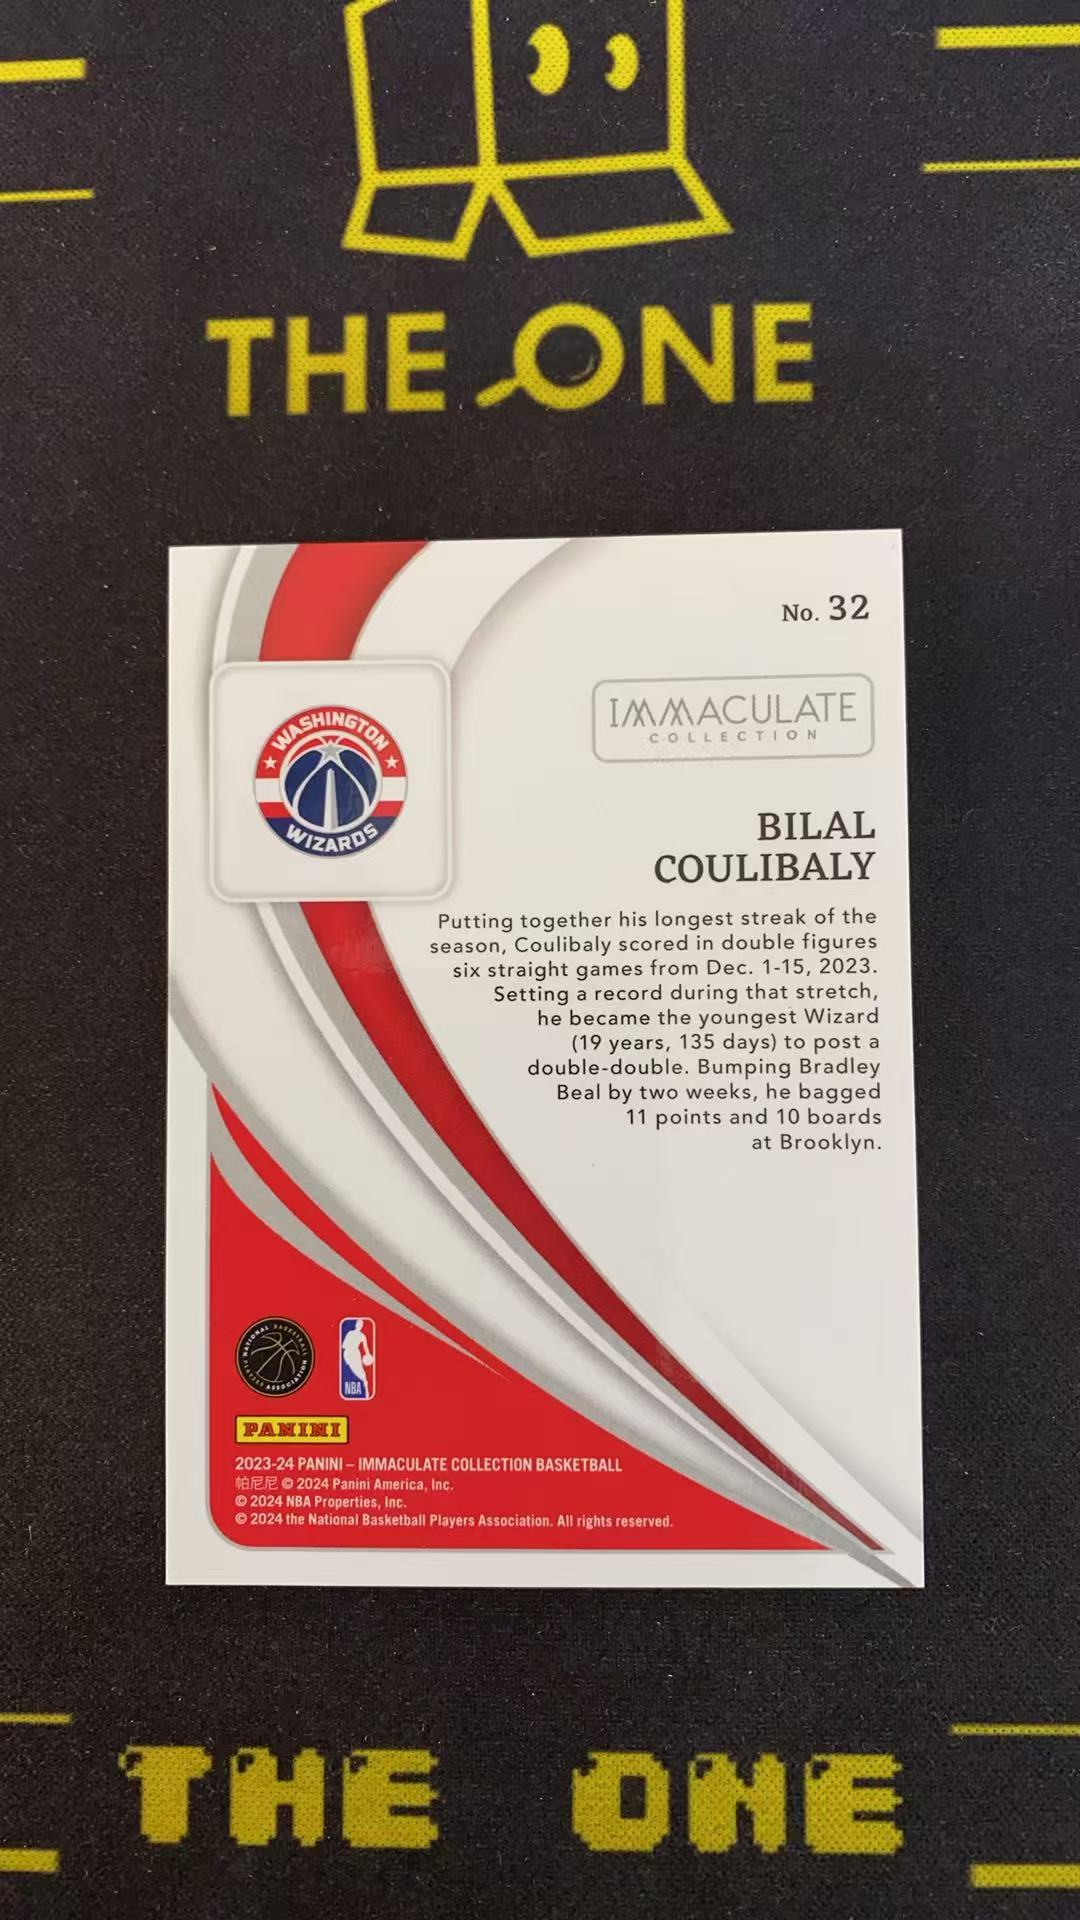 THE ONE
No. 32
IMMACULATE
COLLECTION
WASHINGTON
WIZARDS
BILAL
COULIBALY
Putting together his longest streak of the
season, Coulibaly scored in double figures
six straight games from Dec. 1-15, 2023.
Setting a record during that stretch,
he became the youngest Wizard
(19 years, 135 days) to post a
double-double. Bumping Bradley
Beal by two weeks, he bagged
11 points and 10 boards
at Brooklyn.
NATIONAL BASKETBALL
PLAYERS ASSOCIATION
NBA
PANINI
2023-24 PANINI – IMMACULATE COLLECTION BASKETBALL
帕尼尼 © 2024 Panini America, Inc.
© 2024 NBA Properties, Inc.
© 2024 the National Basketball Players Association. All rights reserved.
THE ONE